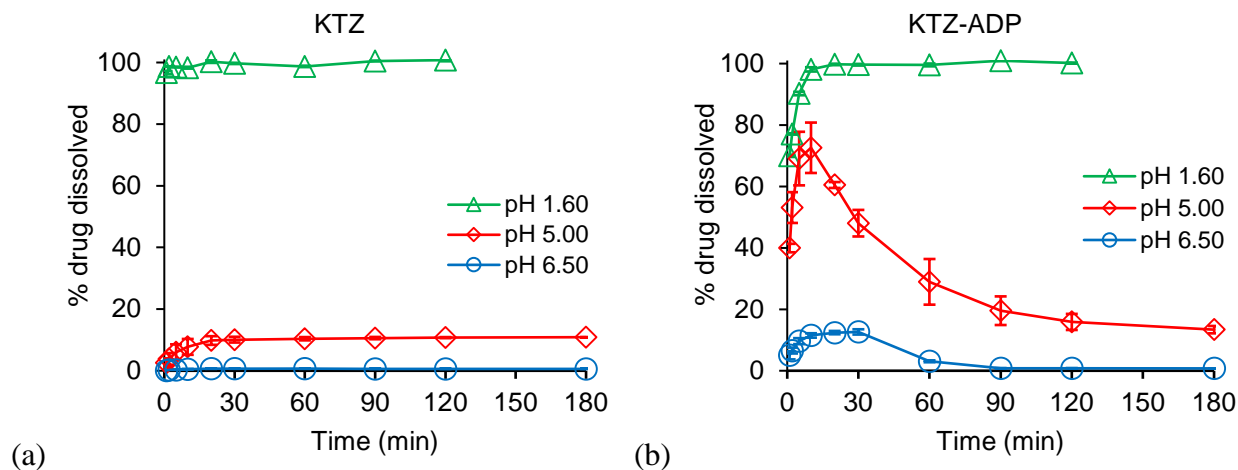 KTZ
% drug dissolved
100
80
60
40
20
0
pH 1.60
pH 5.00
pH 6.50
0 30 60 90 120 150 180
Time (min)
(a)
KTZ-ADP
% drug dissolved
100
80
60
40
20
0
pH 1.60
pH 5.00
pH 6.50
0 30 60 90 120 150 180
Time (min)
(b)